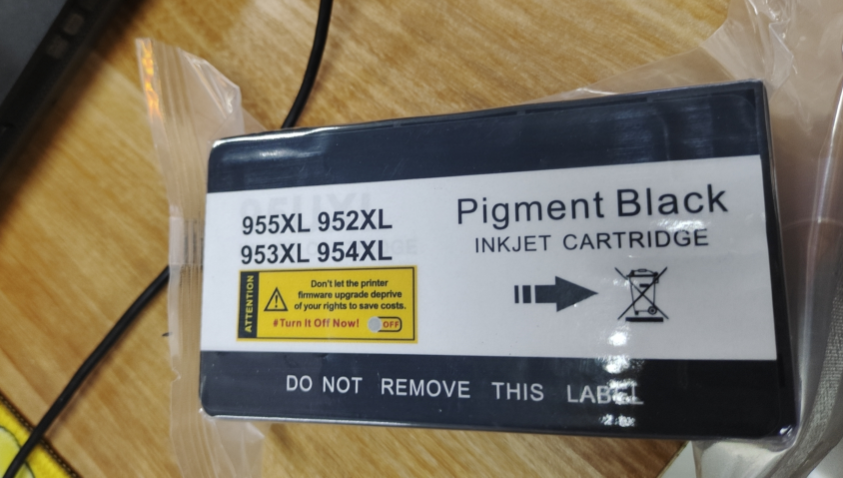 955XL 952XL
953XL 954XL
Pigment Black
INKJET CARTRIDGE
ATTENTION
Don't let the printer
firmware upgrade deprive
of your rights to save costs.
#Turn It Off Now! OFF
DO NOT REMOVE THIS LABEL